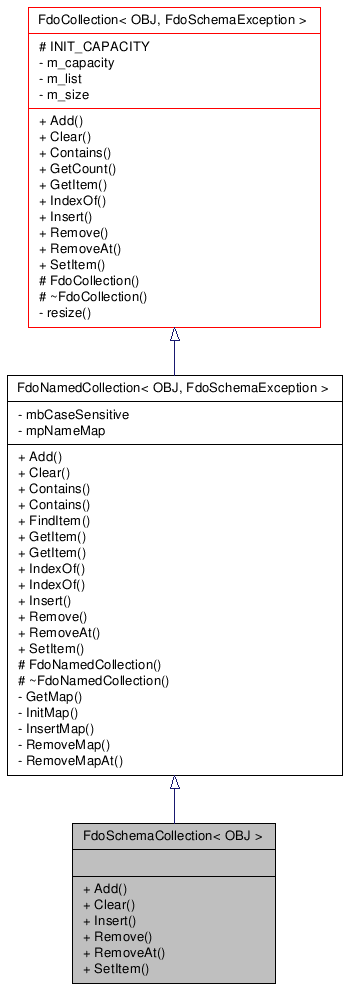 FdoCollection< OBJ, FdoSchemaException >
# INIT_CAPACITY
- m_capacity
- m_list
- m_size
+ Add()
+ Clear()
+ Contains()
+ GetCount()
+ GetItem()
+ IndexOf()
+ Insert()
+ Remove()
+ RemoveAt()
+ SetItem()
# FdoCollection()
# ~FdoCollection()
- resize()
FdoNamedCollection< OBJ, FdoSchemaException >
- mbCaseSensitive
- mpNameMap
+ Add()
+ Clear()
+ Contains()
+ Contains()
+ FindItem()
+ GetItem()
+ GetItem()
+ IndexOf()
+ IndexOf()
+ Insert()
+ Remove()
+ RemoveAt()
+ SetItem()
# FdoNamedCollection()
# ~FdoNamedCollection()
- GetMap()
- InitMap()
- InsertMap()
- RemoveMap()
- RemoveMapAt()
FdoSchemaCollection< OBJ >
+ Add()
+ Clear()
+ Insert()
+ Remove()
+ RemoveAt()
+ SetItem()